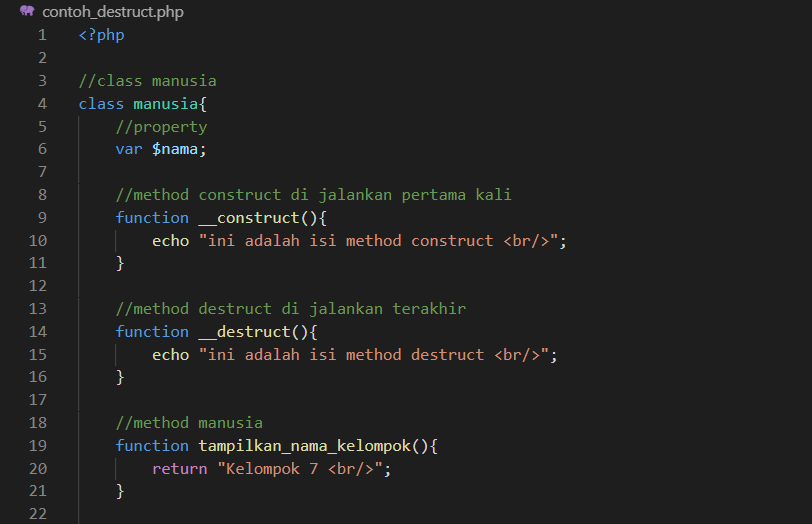 contoh_destruct.php
1 <?php
2
3 //class manusia
4 class manusia{
5     //property
6     var $nama;
7
8     //method construct di jalankan pertama kali
9     function __construct(){
10         echo "ini adalah isi method construct <br/>";
11     }
12
13     //method destruct di jalankan terakhir
14     function __destruct(){
15         echo "ini adalah isi method destruct <br/>";
16     }
17
18     //method manusia
19     function tampilkan_nama_kelompok(){
20         return "Kelompok 7 <br/>";
21     }
22